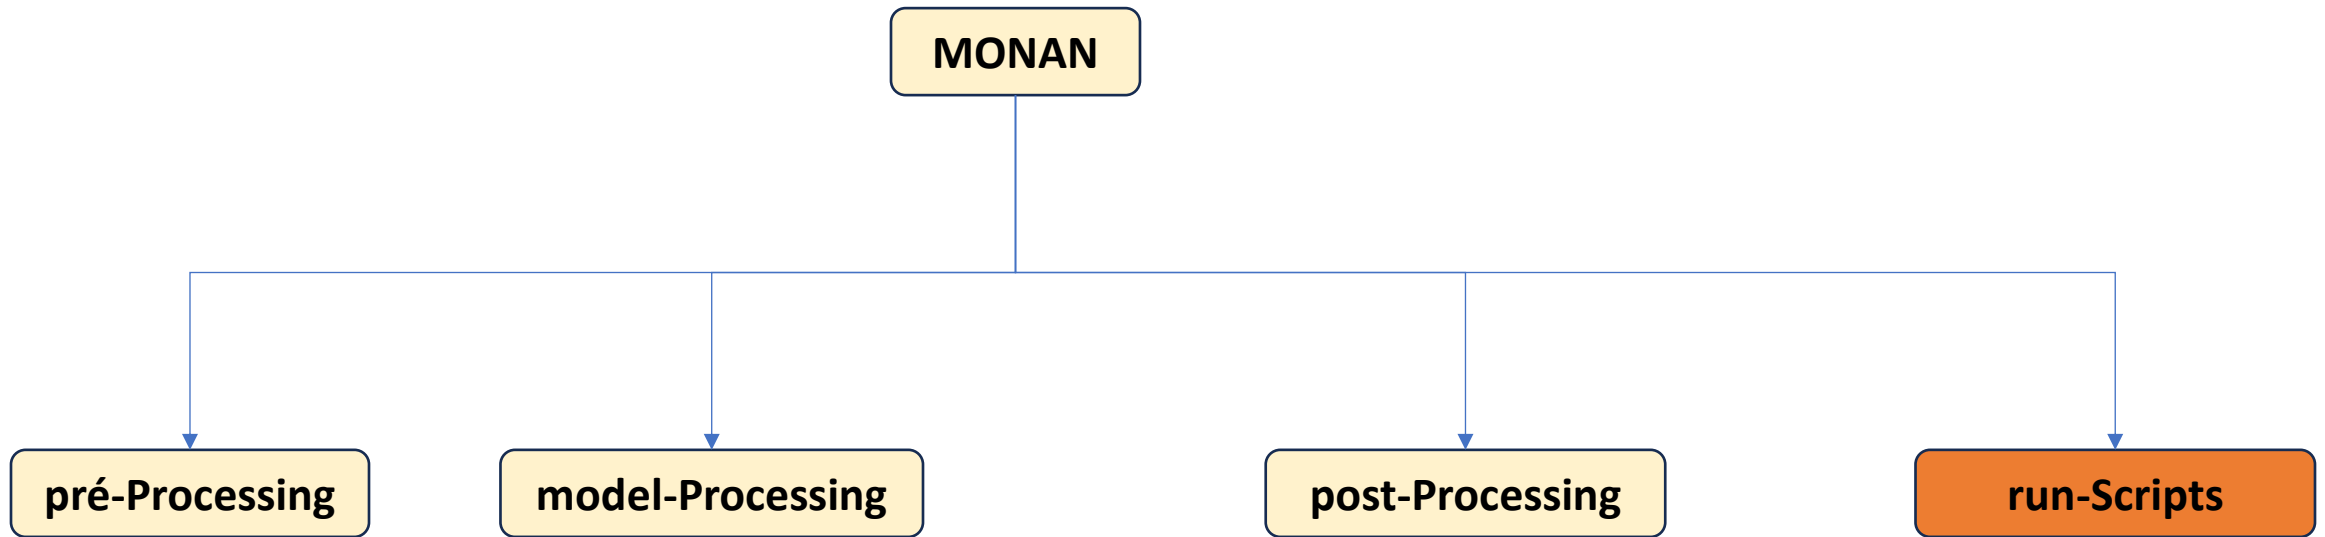 MONAN
pré-Processing
model-Processing
post-Processing
run-Scripts